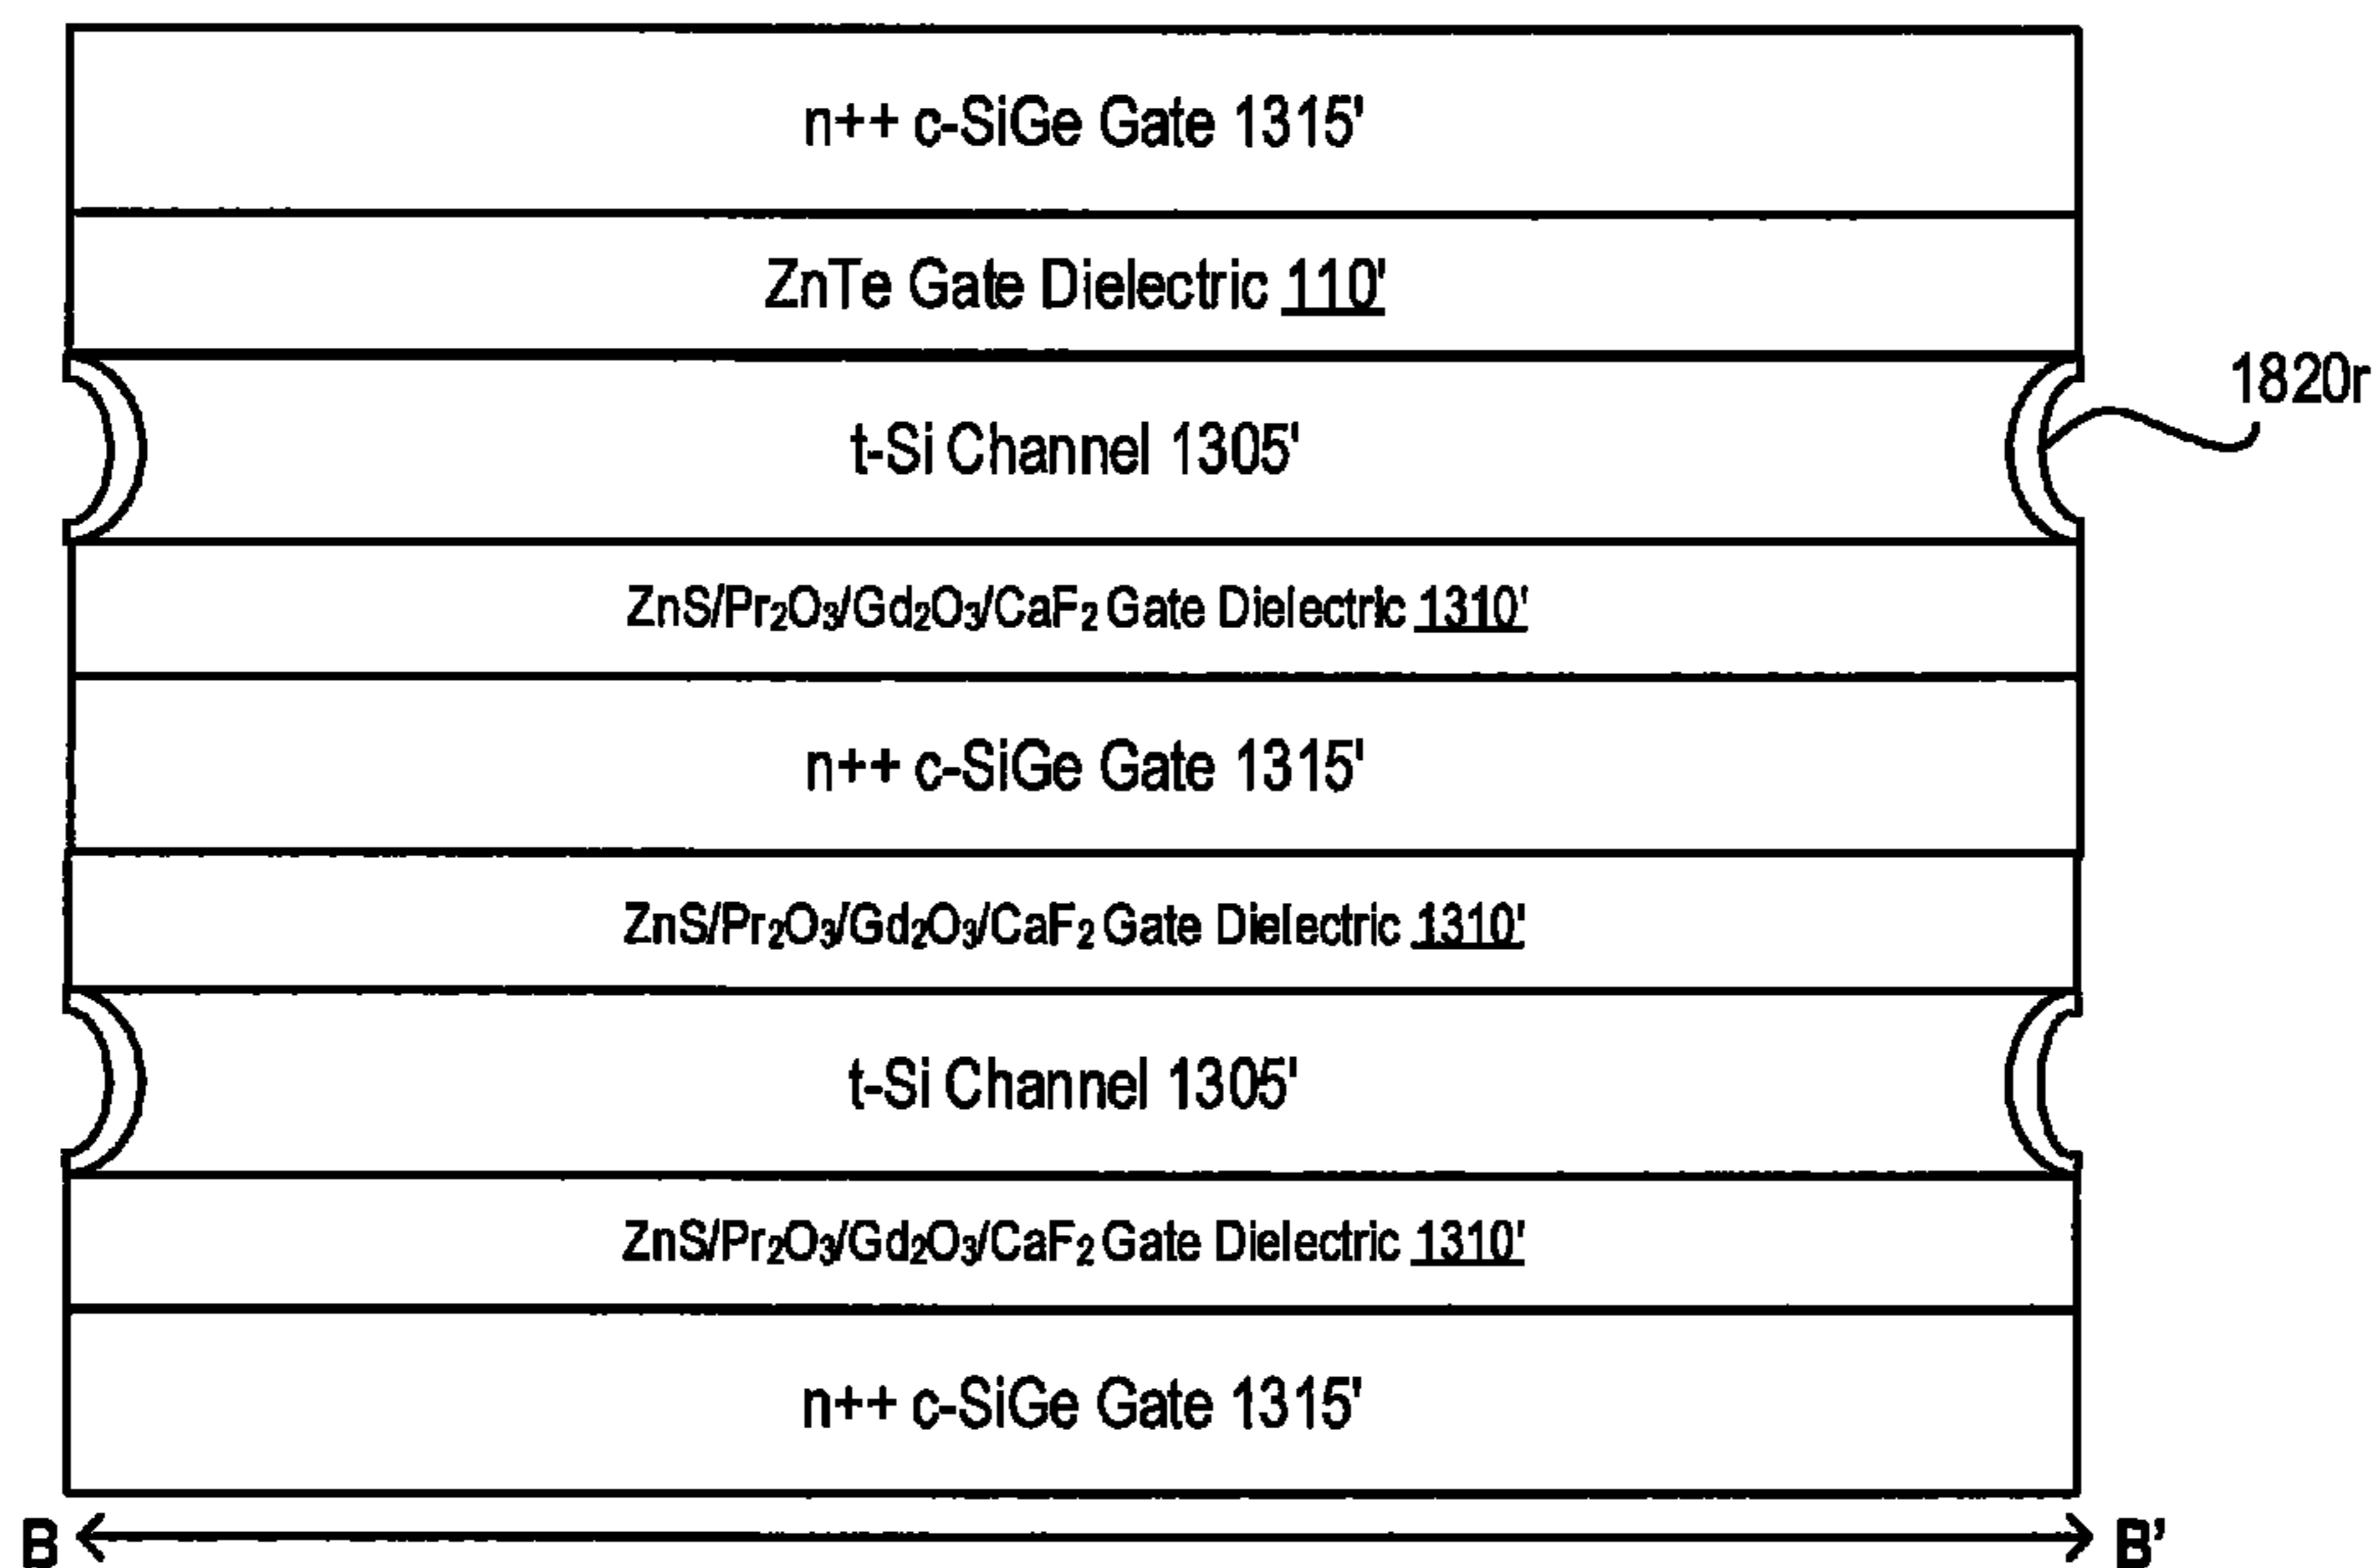 n++ c-SiGe Gate 1315'
ZnTe Gate Dielectric 110'
1820r
t-Si Channel 1305'
ZnS/Pr₂O₃/Gd₂O₃/CaF₂ Gate Dielectric 1310'
n++ c-SiGe Gate 1315'
ZnS/Pr₂O₃/Gd₂O₃/CaF₂ Gate Dielectric 1310'
t-Si Channel 1305'
ZnS/Pr₂O₃/Gd₂O₃/CaF₂ Gate Dielectric 1310'
n++ c-SiGe Gate 1315'
B B'